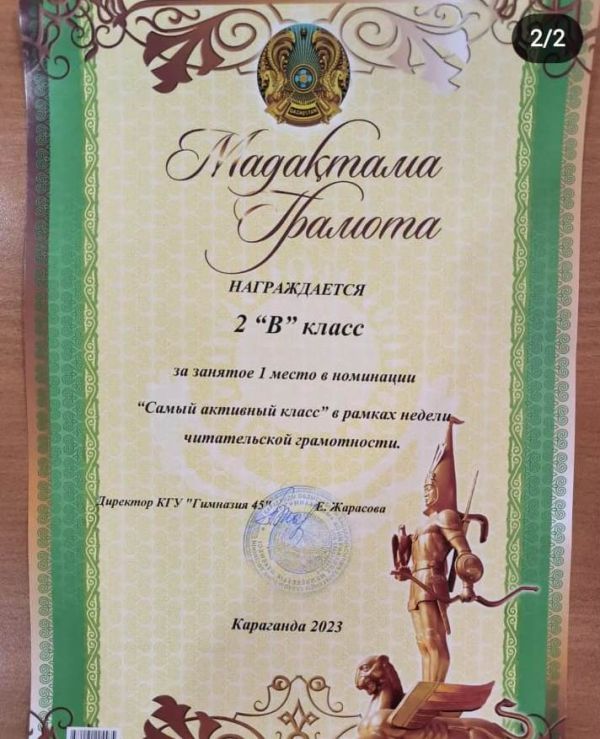 2/2
QAZAQSTAN
Мадақтама
Грамота
НАГРАЖДАЕТСЯ
2 “В” класс
за занятое 1 место в номинации
“Самый активный класс” в рамках недели
читательской грамотности.
Директор КГУ "Гимназия 45" Е. Жарасова
Караганда 2023